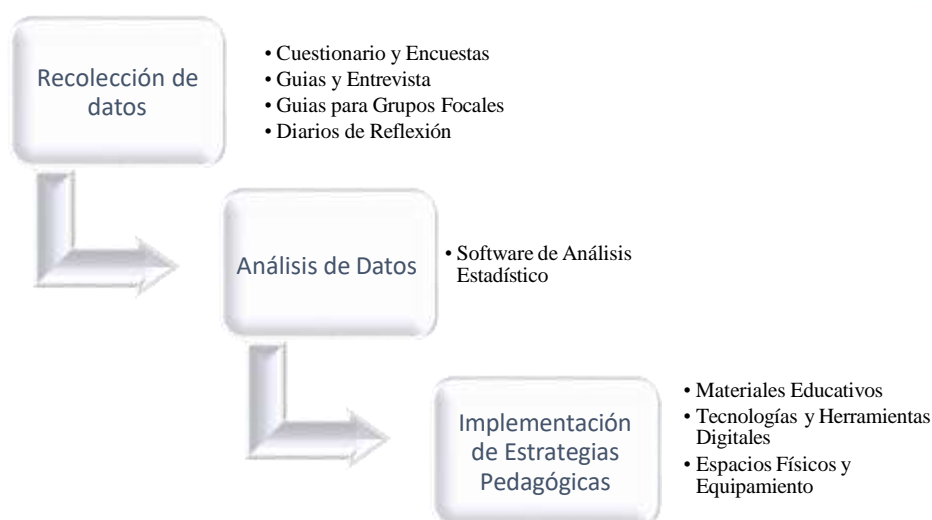 Recolección de
datos
• Cuestionario y Encuestas
• Guias y Entrevista
• Guias para Grupos Focales
• Diarios de Reflexión
Análisis de Datos
• Software de Análisis
Estadístico
Implementación
de Estrategias
Pedagógicas
• Materiales Educativos
• Tecnologías y Herramientas
Digitales
• Espacios Físicos y
Equipamiento